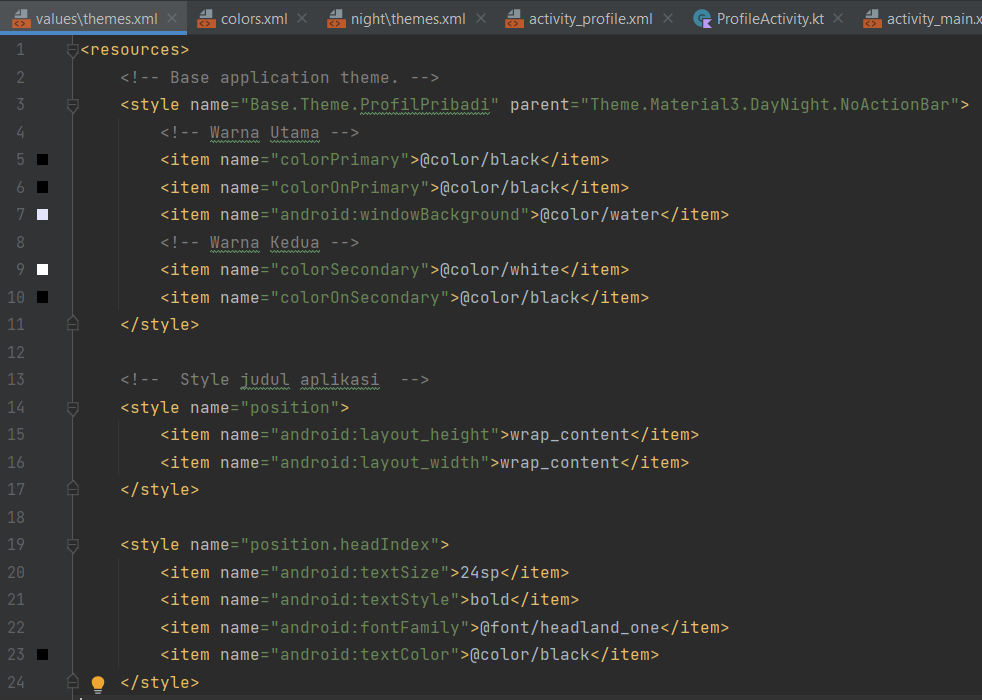 values\themes.xml colors.xml night\themes.xml activity_profile.xml ProfileActivity.kt activity_main.x
1 <resources>
2 <!-- Base application theme. -->
3 <style name="Base.Theme.ProfilPribadi" parent="Theme.Material3.DayNight.NoActionBar">
4 <!-- Warna Utama -->
5 <item name="colorPrimary">@color/black</item>
6 <item name="colorOnPrimary">@color/black</item>
7 <item name="android:windowBackground">@color/water</item>
8 <!-- Warna Kedua -->
9 <item name="colorSecondary">@color/white</item>
10 <item name="colorOnSecondary">@color/black</item>
11 </style>
12
13 <!--  Style judul aplikasi  -->
14 <style name="position">
15 <item name="android:layout_height">wrap_content</item>
16 <item name="android:layout_width">wrap_content</item>
17 </style>
18
19 <style name="position.headIndex">
20 <item name="android:textSize">24sp</item>
21 <item name="android:textStyle">bold</item>
22 <item name="android:fontFamily">@font/headland_one</item>
23 <item name="android:textColor">@color/black</item>
24 </style>